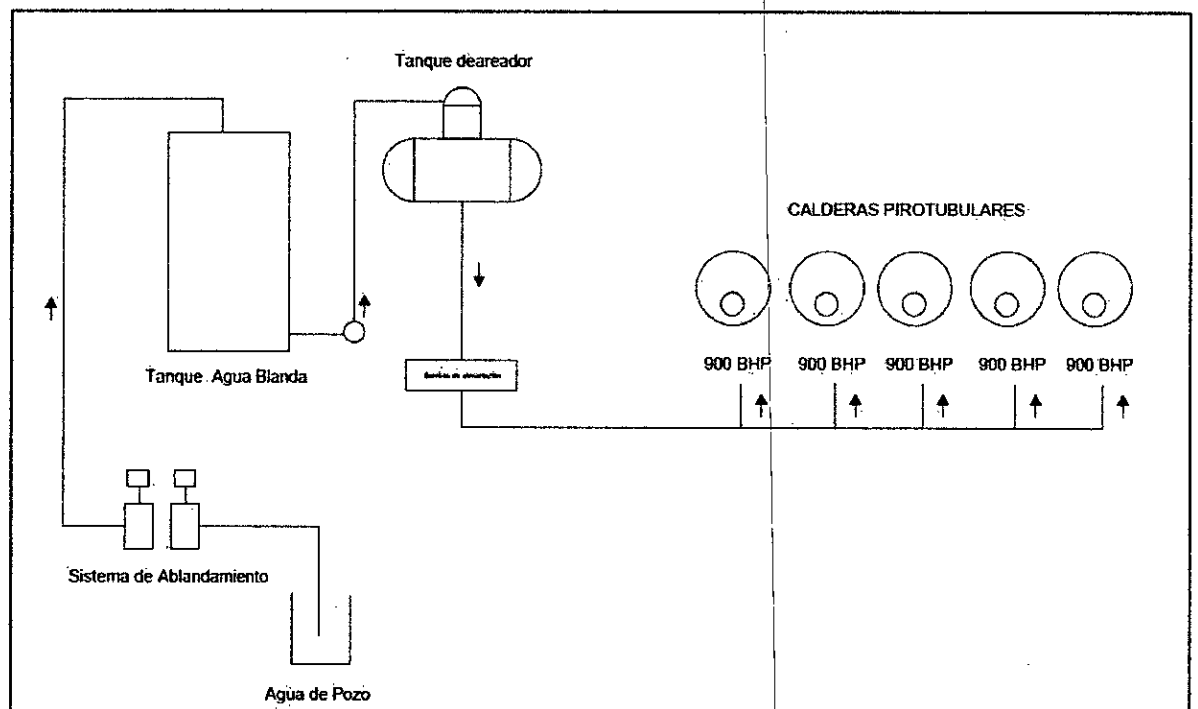 Tanque deareador
CALDERAS PIROTUBULARES
900 BHP 900 BHP 900 BHP 900 BHP 900 BHP
Tanque Agua Blanda
Sistema de Ablandamiento
Agua de Pozo